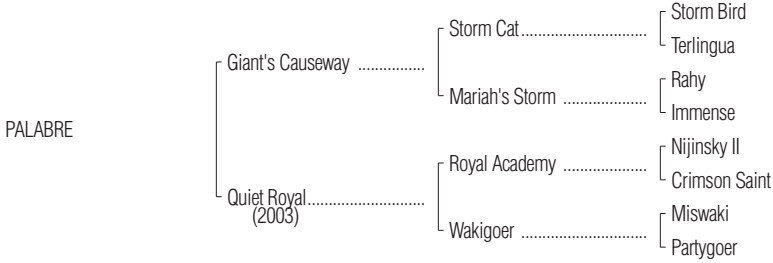 Storm Bird
Storm Cat..............................
Terlingua
Giant's Causeway ................
Rahy
Mariah's Storm ....................
Immense
PALABRE
Nijinsky II
Royal Academy ....................
Crimson Saint
Quiet Royal............................
(2003)
Miswaki
Wakigoer ..............................
Partygoer